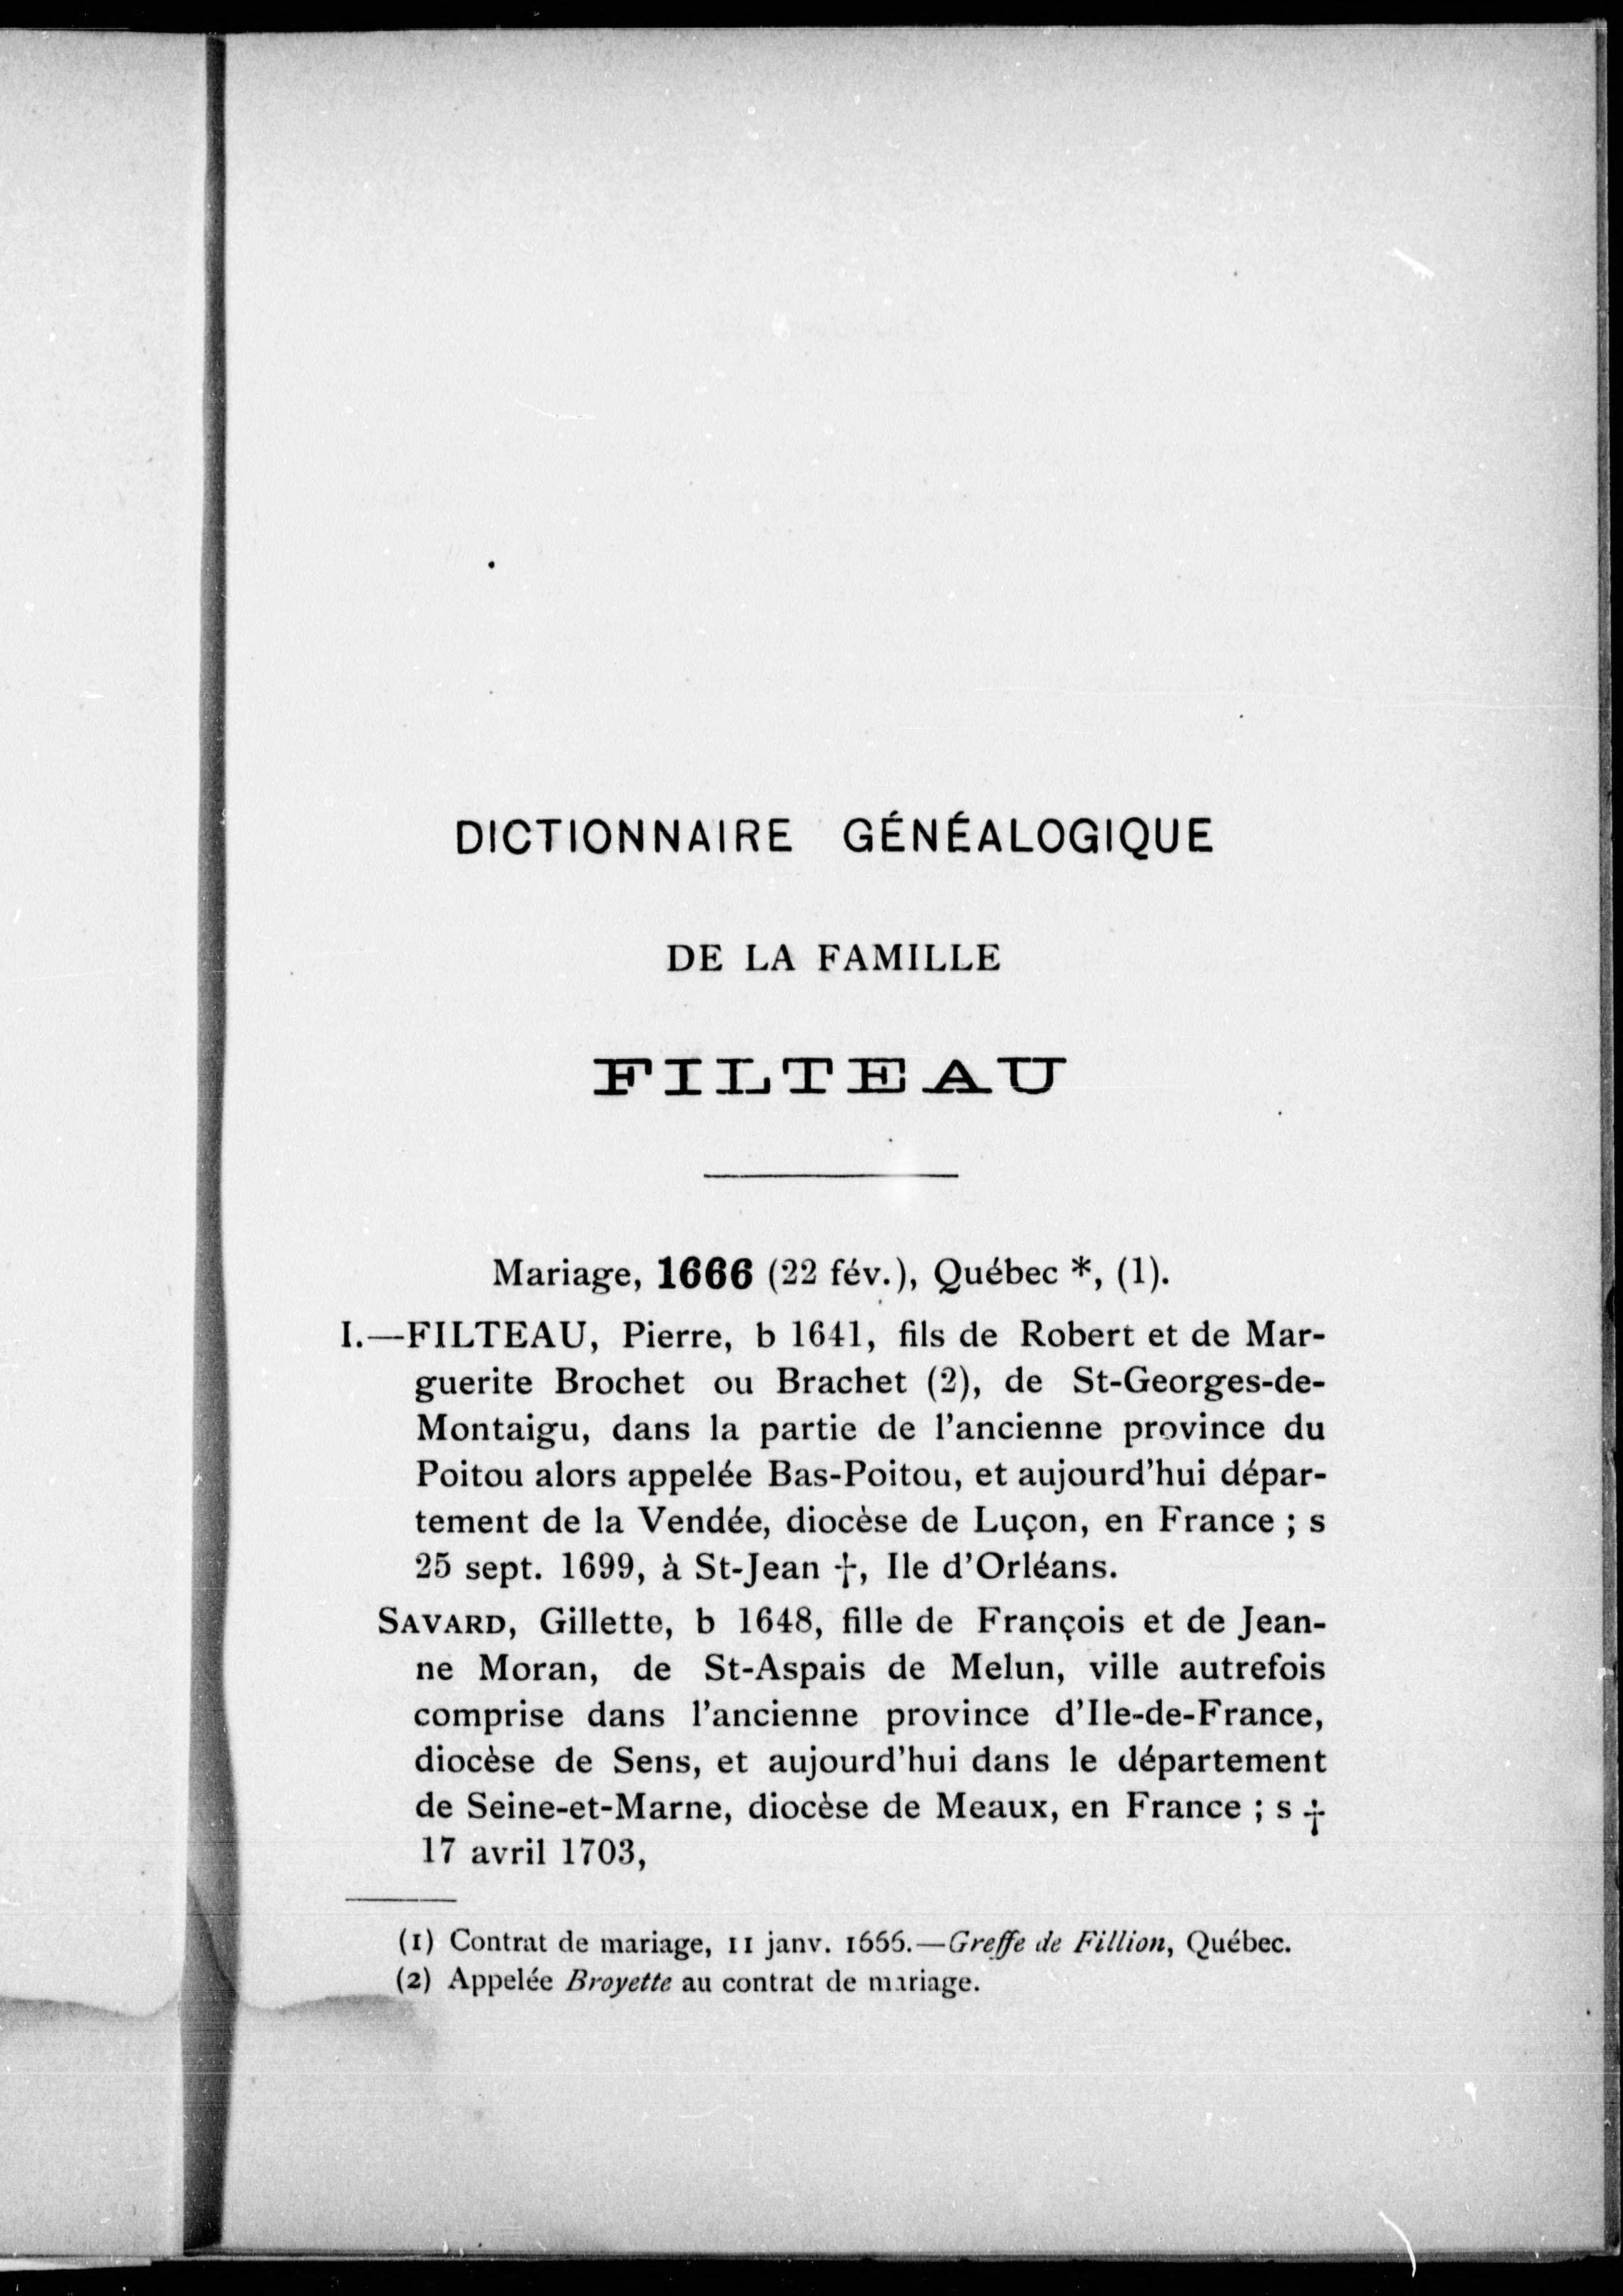 DICTIONNAIRE GÉNÉALOGIQUE
DE LA FAMILLE
FILTEAU
Mariage, 1666 (22 fév.), Québec *, (1).
I.—FILTEAU, Pierre, b 1641, fils de Robert et de Mar-
guerite Brochet ou Brachet (2), de St-Georges-de-
Montaigu, dans la partie de l'ancienne province du
Poitou alors appelée Bas-Poitou, et aujourd'hui dépar-
tement de la Vendée, diocèse de Luçon, en France ; s
25 sept. 1699, à St-Jean †, Ile d'Orléans.
SAVARD, Gillette, b 1648, fille de François et de Jean-
ne Moran, de St-Aspais de Melun, ville autrefois
comprise dans l'ancienne province d'Ile-de-France,
diocèse de Sens, et aujourd'hui dans le département
de Seine-et-Marne, diocèse de Meaux, en France ; s †
17 avril 1703,
(1) Contrat de mariage, 11 janv. 1666.—Greffe de Fillion, Québec.
(2) Appelée Broyette au contrat de mariage.